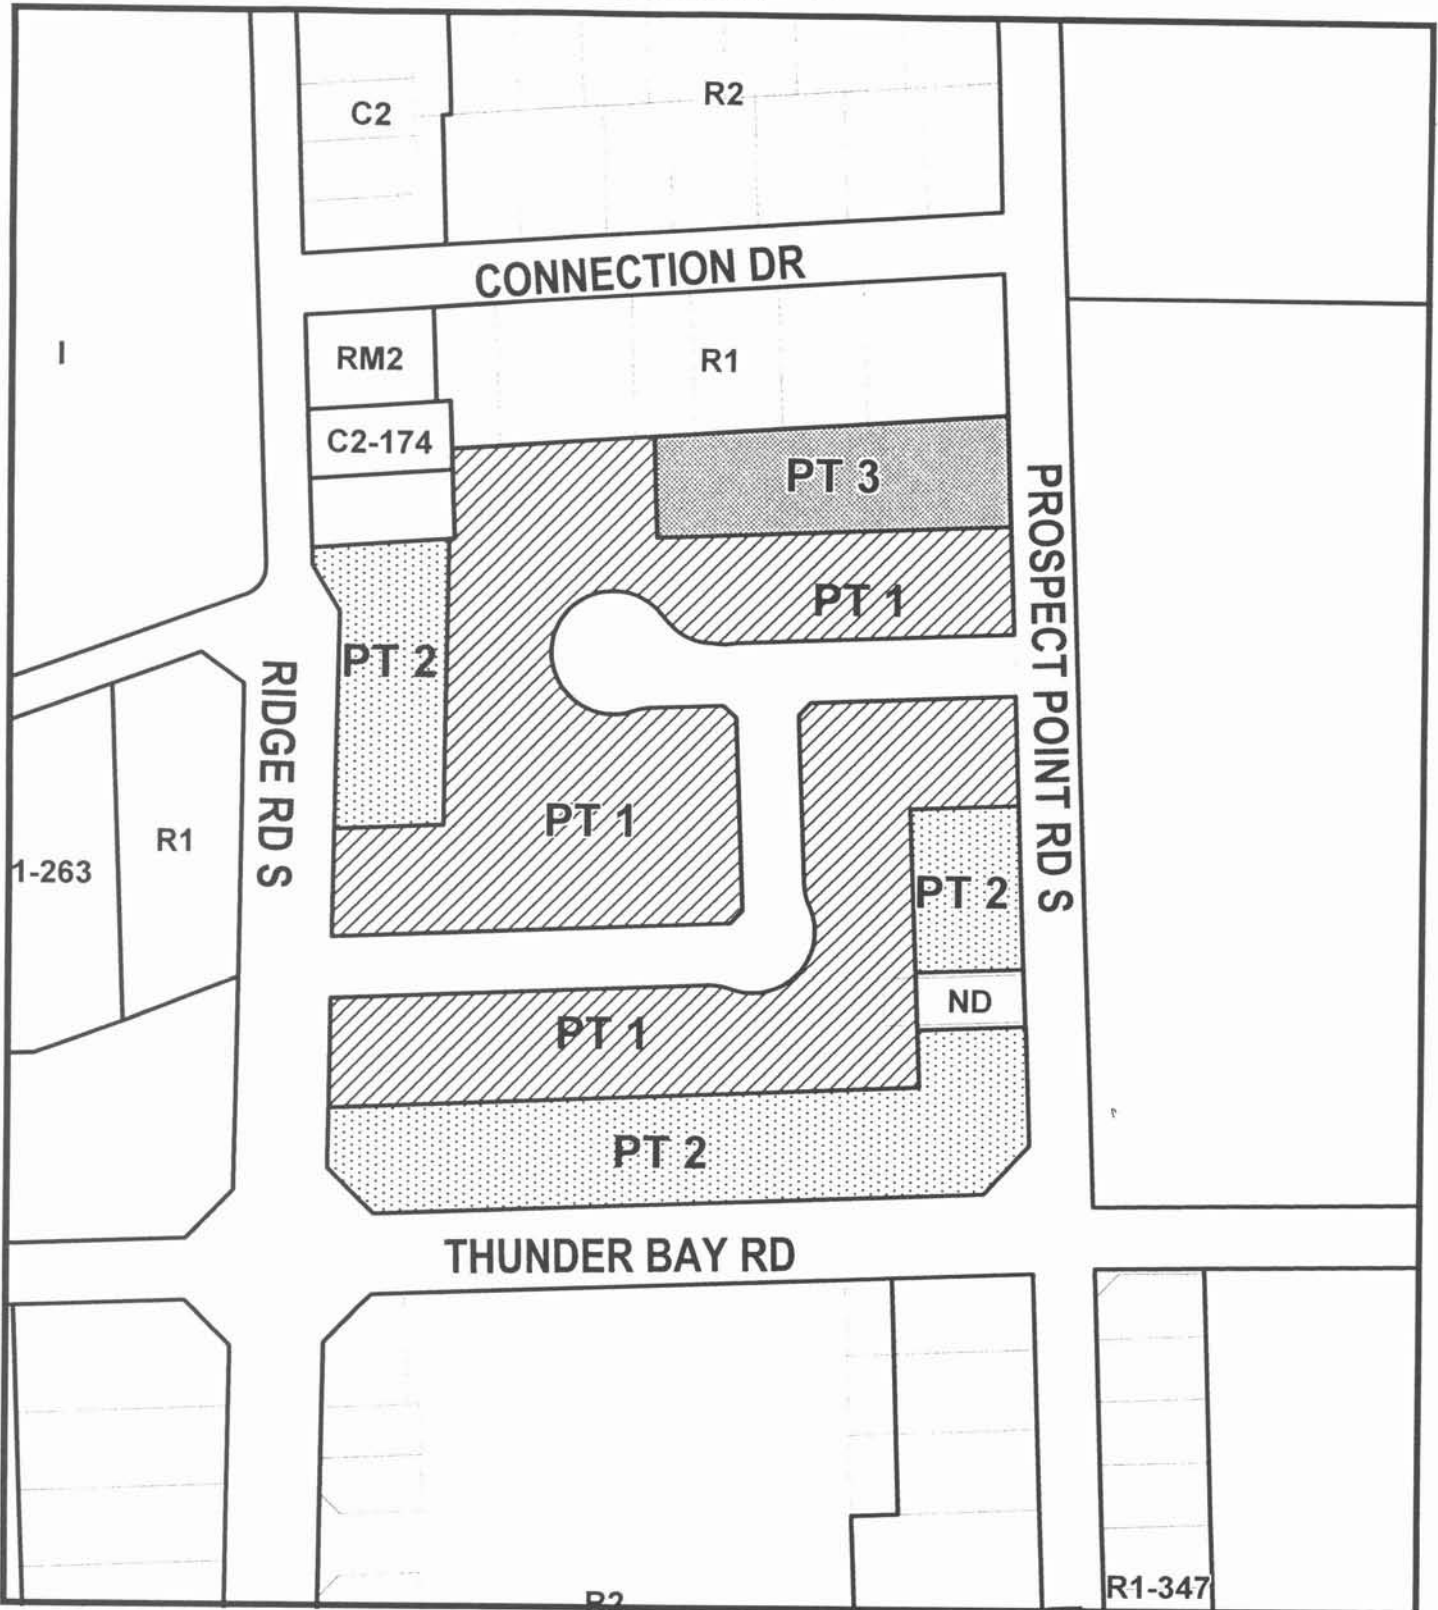 C2
R2
CONNECTION DR
I
RM2
R1
C2-174
PT 3
PT 1
PROSPECT POINT RD S
PT 2
RIDGE RD S
PT 1
R1
1-263
PT 2
ND
PT 1
PT 2
THUNDER BAY RD
R2
R1-347